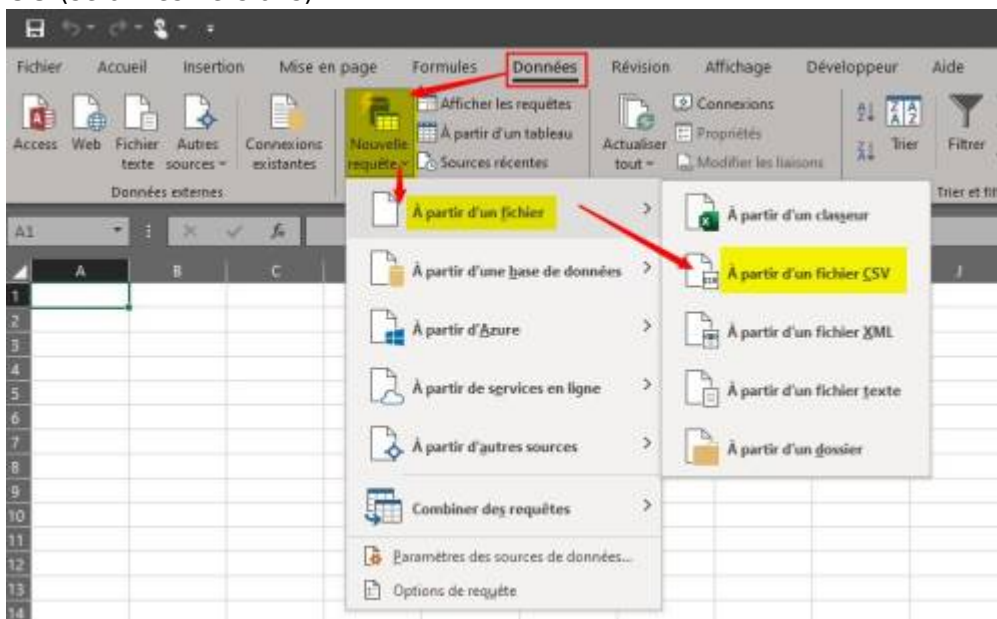 Fichier Accueil Insertion Mise en page Formules Données Révision Affichage Développeur Aide
Access Web Fichier texte Autres sources Connexions existantes
Nouvelle requête
Afficher les requêtes
À partir d'un tableau
Sources récentes
Actualiser tout
Connexions
Propriétés
Modifier les liaisons
Trier
Filtrer
Données externes
Trier et fil
A1
fx
A B C J
1
2
3
4
5
6
7
8
9
10
11
12
13
14
À partir d'un fichier
À partir d'une base de données
À partir d'Azure
À partir de services en ligne
À partir d'autres sources
Combiner des requêtes
Paramètres des sources de données...
Options de requête
À partir d'un classeur
À partir d'un fichier CSV
À partir d'un fichier XML
À partir d'un fichier texte
À partir d'un dossier